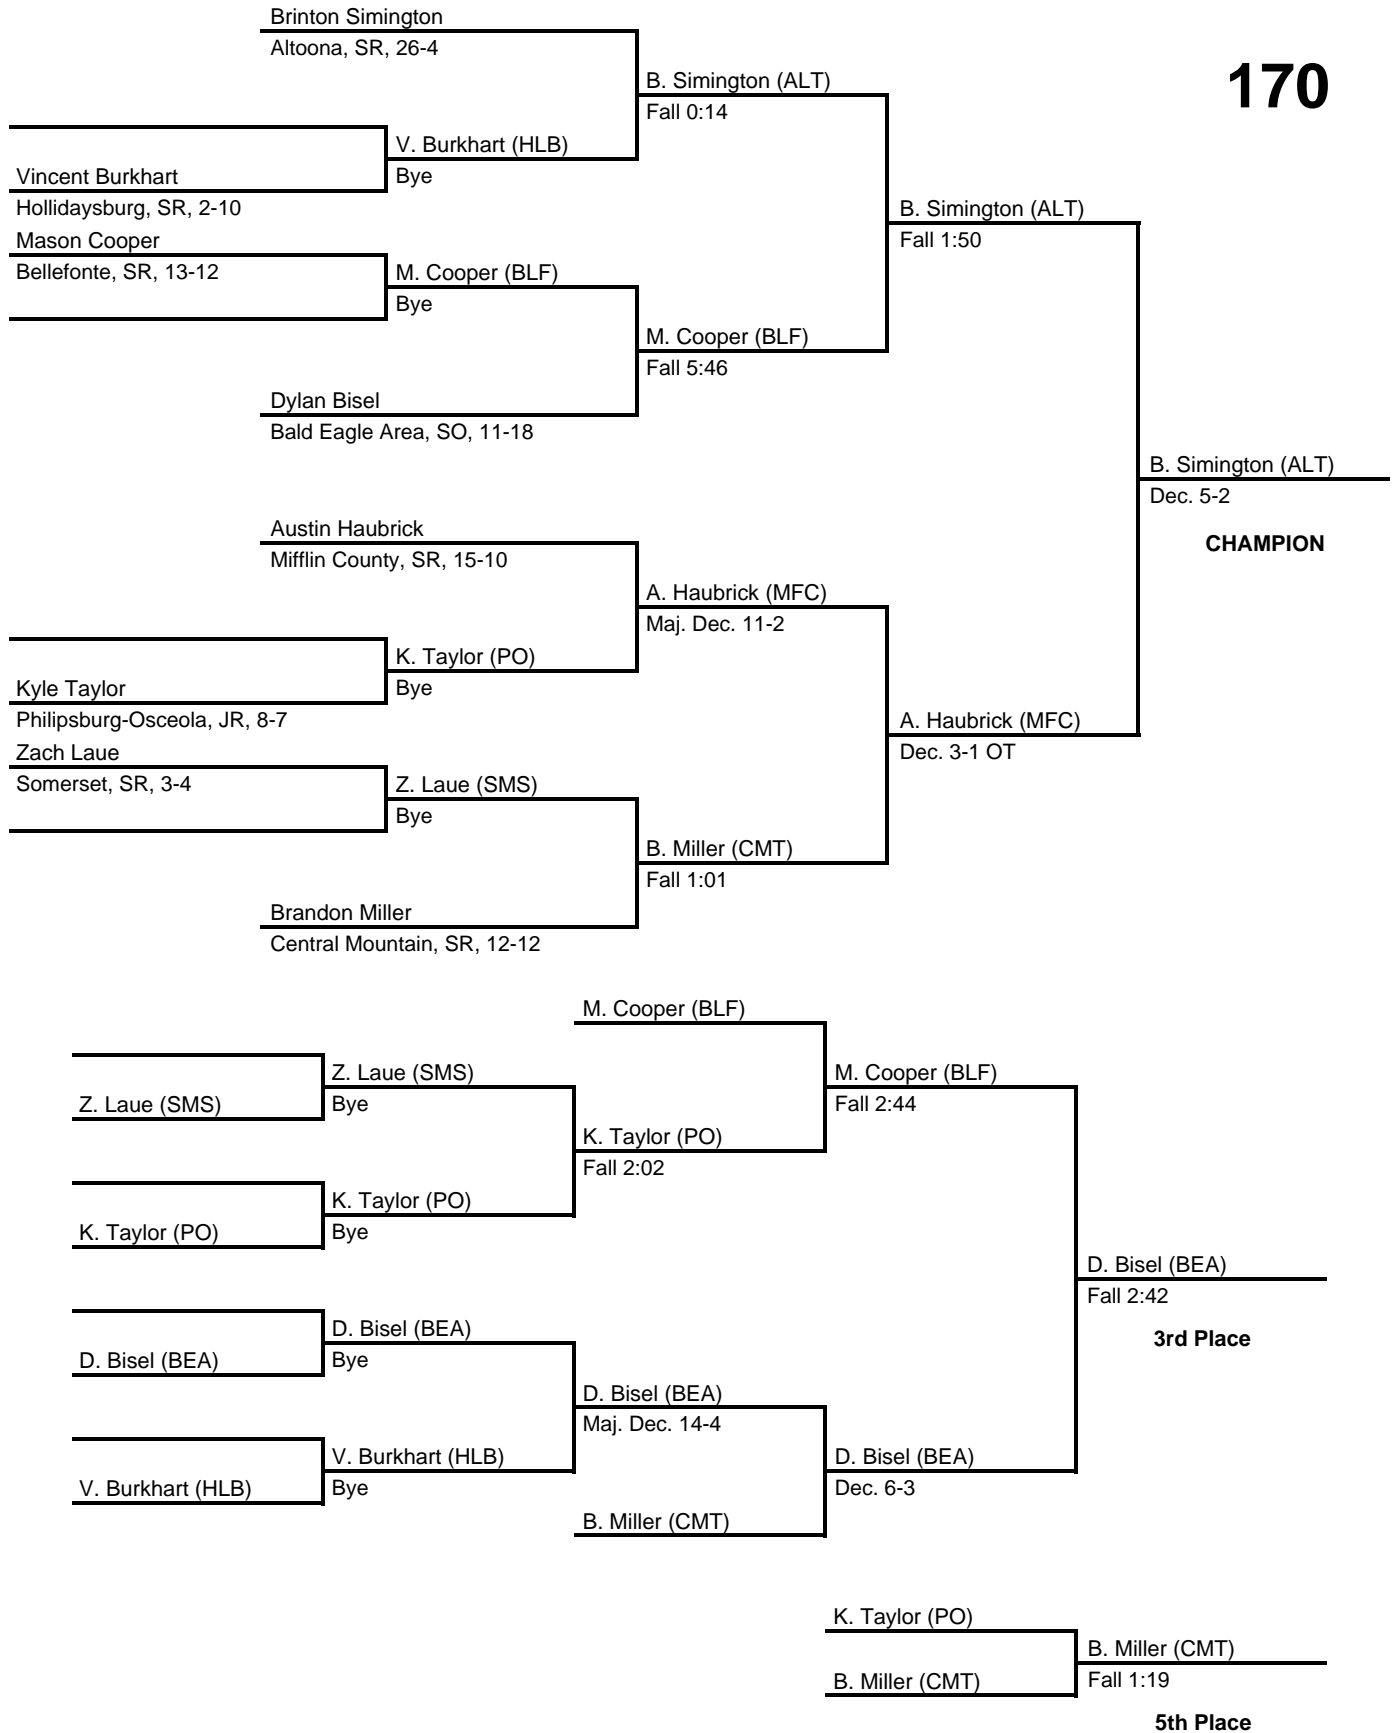 Brinton Simington
Altoona, SR, 26-4
170
B. Simington (ALT)
Fall 0:14
V. Burkhart (HLB)
Bye
Vincent Burkhart
Hollidaysburg, SR, 2-10
B. Simington (ALT)
Fall 1:50
Mason Cooper
Bellefonte, SR, 13-12
M. Cooper (BLF)
Bye
M. Cooper (BLF)
Fall 5:46
Dylan Bisel
Bald Eagle Area, SO, 11-18
B. Simington (ALT)
Dec. 5-2
CHAMPION
Austin Haubrick
Mifflin County, SR, 15-10
A. Haubrick (MFC)
Maj. Dec. 11-2
K. Taylor (PO)
Bye
Kyle Taylor
Philipsburg-Osceola, JR, 8-7
A. Haubrick (MFC)
Dec. 3-1 OT
Zach Laue
Somerset, SR, 3-4
Z. Laue (SMS)
Bye
B. Miller (CMT)
Fall 1:01
Brandon Miller
Central Mountain, SR, 12-12
M. Cooper (BLF)
Z. Laue (SMS)
Bye
Z. Laue (SMS)
M. Cooper (BLF)
Fall 2:44
K. Taylor (PO)
Fall 2:02
K. Taylor (PO)
Bye
K. Taylor (PO)
D. Bisel (BEA)
Fall 2:42
3rd Place
D. Bisel (BEA)
Bye
D. Bisel (BEA)
D. Bisel (BEA)
Maj. Dec. 14-4
V. Burkhart (HLB)
Bye
V. Burkhart (HLB)
D. Bisel (BEA)
Dec. 6-3
B. Miller (CMT)
K. Taylor (PO)
B. Miller (CMT)
B. Miller (CMT)
Fall 1:19
5th Place